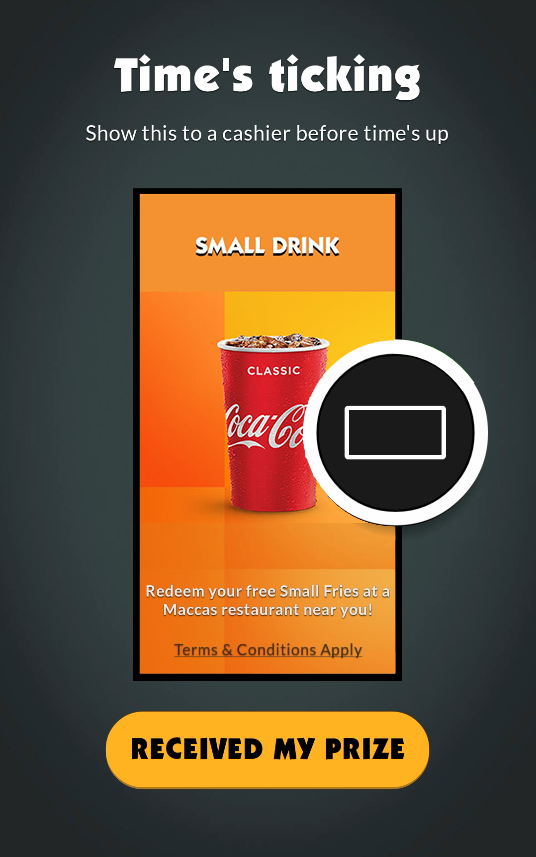 Time's ticking
Show this to a cashier before time's up
SMALL DRINK
CLASSIC
Coca-Co
Redeem your free Small Fries at a
Maccas restaurant near you!
Terms & Conditions Apply
RECEIVED MY PRIZE